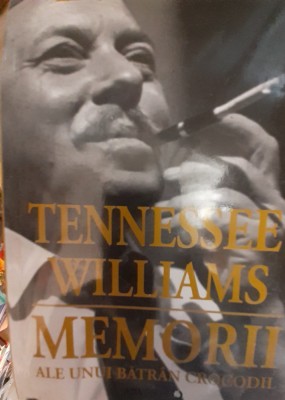 TENNESSEE
WILLIAMS
MEMORII
ALE UNUI BĂTRÂN CROCODIL